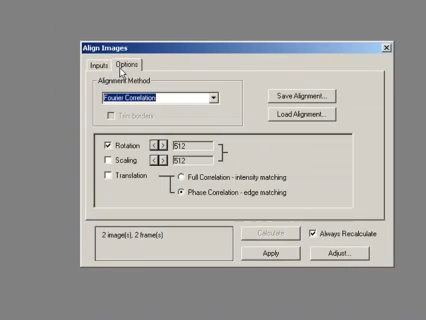 Align Images
Inputs Options
Alignment Method
Fourier Correlation
Trim borders
Save Alignment...
Load Alignment...
Rotation 512
Scaling 512
Translation
Full Correlation - intensity matching
Phase Correlation - edge matching
2 image(s), 2 frame(s)
Calculate Always Recalculate
Apply Adjust...